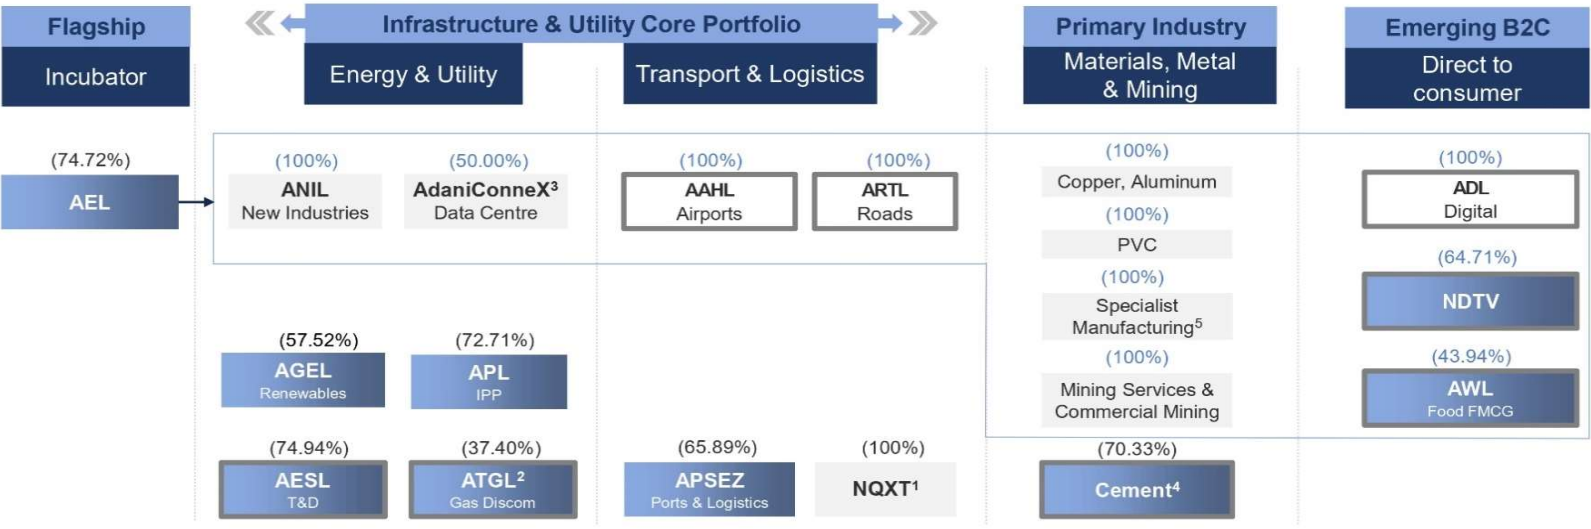 Flagship
Incubator
Infrastructure & Utility Core Portfolio
Energy & Utility
Transport & Logistics
Primary Industry
Materials, Metal
& Mining
Emerging B2C
Direct to
consumer
(74.72%)
AEL
(100%)
ANIL
New Industries
(50.00%)
AdaniConneX³
Data Centre
(100%)
AAHL
Airports
(100%)
ARTL
Roads
(100%)
Copper, Aluminum
(100%)
PVC
(100%)
Specialist
Manufacturing⁵
(100%)
Mining Services &
Commercial Mining
(100%)
ADL
Digital
(64.71%)
NDTV
(43.94%)
AWL
Food FMCG
(57.52%)
AGEL
Renewables
(72.71%)
APL
IPP
(74.94%)
AESL
T&D
(37.40%)
ATGL²
Gas Discom
(65.89%)
APSEZ
Ports & Logistics
(100%)
NQXT¹
(70.33%)
Cement⁴